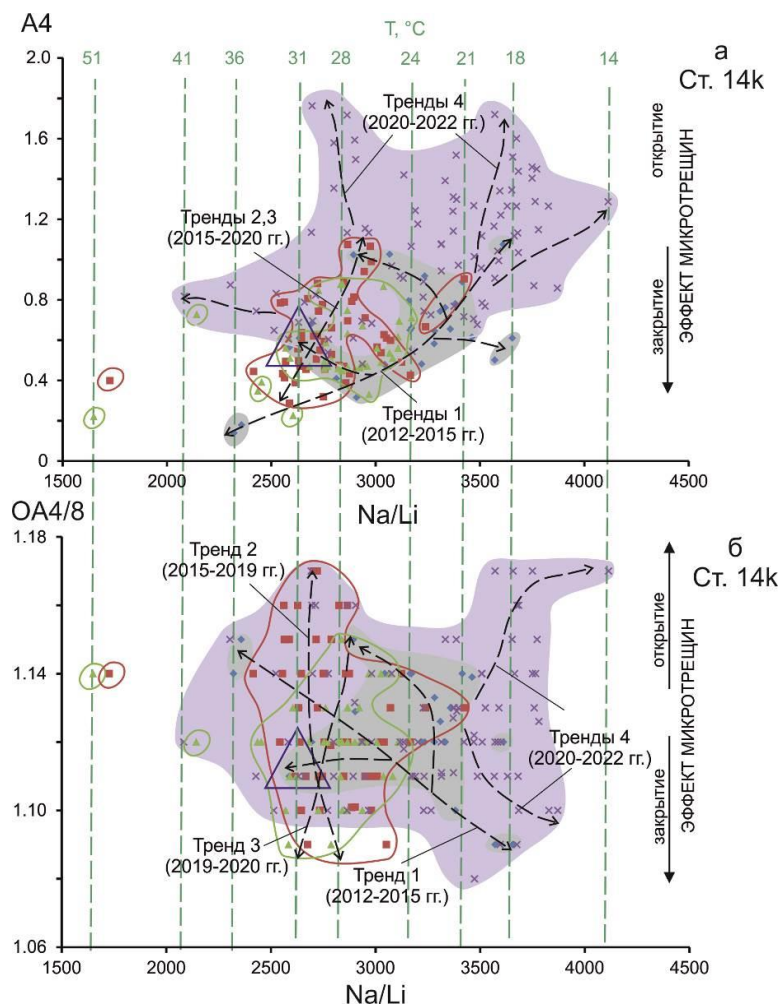 A4
T, °C
а
Ст. 14k
51 41 36 31 28 24 21 18 14
2.0
1.6
1.2
0.8
0.4
0
Тренды 4
(2020-2022 гг.)
Тренды 2,3
(2015-2020 гг.)
Тренды 1
(2012-2015 гг.)
открытие
закрытие
ЭФФЕКТ МИКРОТРЕЩИН
1500 2000 2500 3000 3500 4000 4500
Na/Li
OA4/8
б
Ст. 14k
1.18
1.14
1.10
1.06
Тренд 2
(2015-2019 гг.)
Тренды 4
(2020-2022 гг.)
Тренд 3
(2019-2020 гг.)
Тренд 1
(2012-2015 гг.)
открытие
закрытие
ЭФФЕКТ МИКРОТРЕЩИН
1500 2000 2500 3000 3500 4000 4500
Na/Li